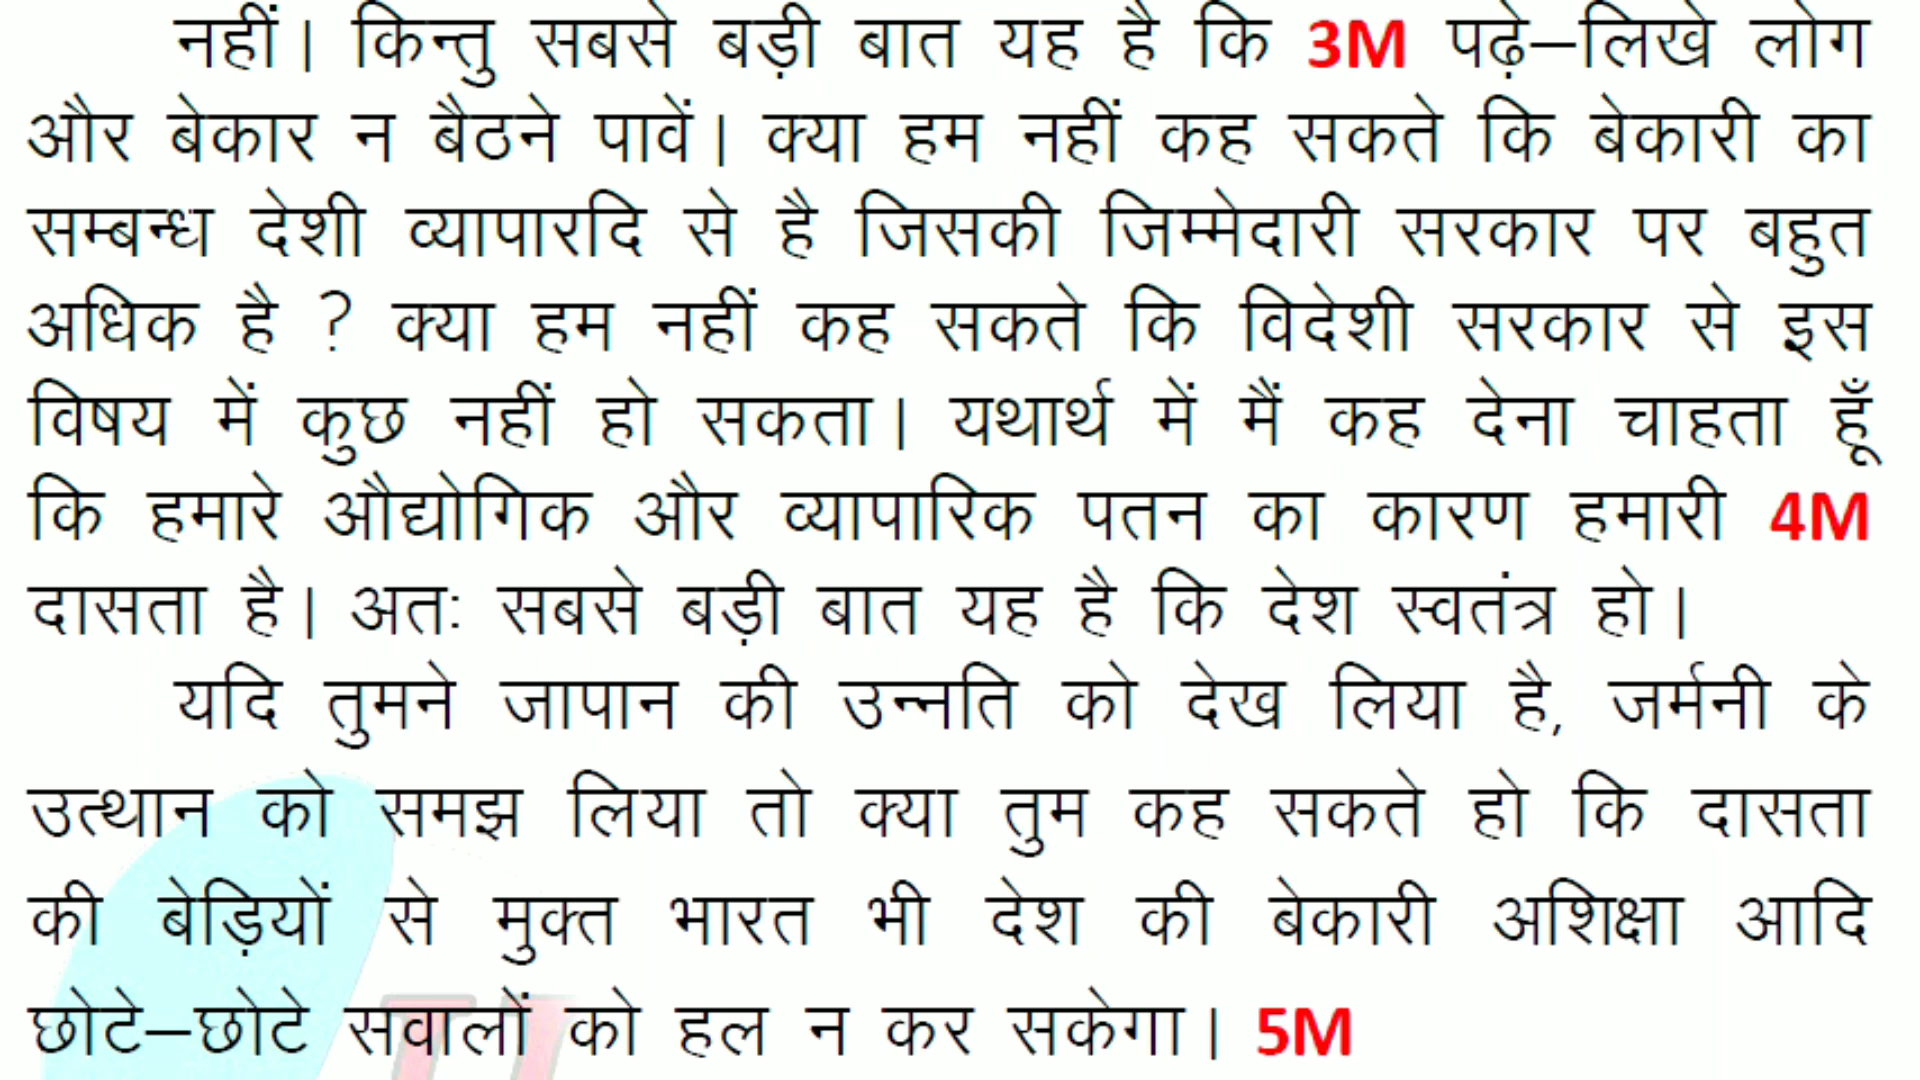 नहीं। किन्तु सबसे बड़ी बात यह है कि 3M पढ़े–लिखे लोग
और बेकार न बैठने पावें। क्या हम नहीं कह सकते कि बेकारी का
सम्बन्ध देशी व्यापारदि से है जिसकी जिम्मेदारी सरकार पर बहुत
अधिक है ? क्या हम नहीं कह सकते कि विदेशी सरकार से इस
विषय में कुछ नहीं हो सकता। यथार्थ में मैं कह देना चाहता हूँ
कि हमारे औद्योगिक और व्यापारिक पतन का कारण हमारी 4M
दासता है। अतः सबसे बड़ी बात यह है कि देश स्वतंत्र हो।
यदि तुमने जापान की उन्नति को देख लिया है, जर्मनी के
उत्थान को समझ लिया तो क्या तुम कह सकते हो कि दासता
की बेड़ियों से मुक्त भारत भी देश की बेकारी अशिक्षा आदि
छोटे–छोटे सवालों को हल न कर सकेगा। 5M